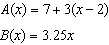 A(x) = 7 + 3(x − 2)
B(x) = 3.25x